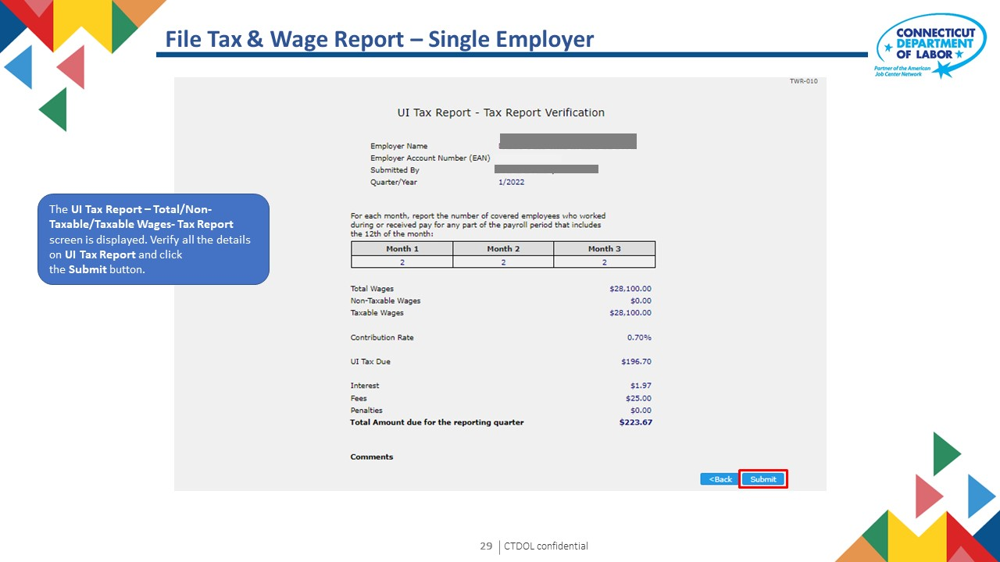 File Tax & Wage Report – Single Employer
CONNECTICUT
DEPARTMENT
OF LABOR
Partner of the American
Job Center Network
TWR-010
UI Tax Report - Tax Report Verification
Employer Name
Employer Account Number (EAN)
Submitted By
Quarter/Year 1/2022
The UI Tax Report – Total/Non-
Taxable/Taxable Wages- Tax Report
screen is displayed. Verify all the details
on UI Tax Report and click
the Submit button.
For each month, report the number of covered employees who worked
during or received pay for any part of the payroll period that includes
the 12th of the month:
Month 1 Month 2 Month 3
2 2 2
Total Wages $28,100.00
Non-Taxable Wages $0.00
Taxable Wages $28,100.00
Contribution Rate 0.70%
UI Tax Due $196.70
Interest $1.97
Fees $25.00
Penalties $0.00
Total Amount due for the reporting quarter $223.67
Comments
<Back Submit
29 CTDOL confidential